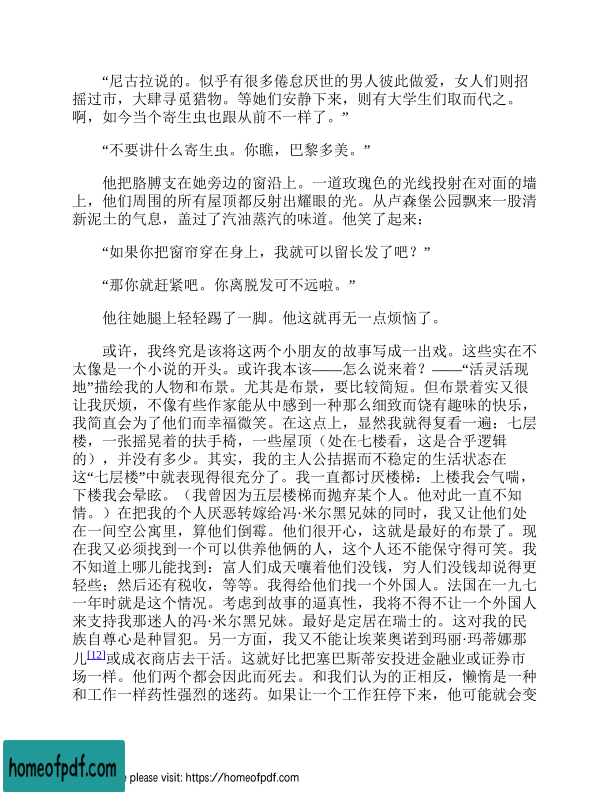 “尼古拉说的。似乎有很多倦怠厌世的男人彼此做爱，女人们则招
摇过市，大肆寻觅猎物。等她们安静下来，则有大学生们取而代之。
啊，如今当个寄生虫也跟从前不一样了。”
“不要讲什么寄生虫。你瞧，巴黎多美。”
他把胳膊支在她旁边的窗沿上。一道玫瑰色的光线投射在对面的墙
上，他们周围的所有屋顶都反射出耀眼的光。从卢森堡公园飘来一股清
新泥土的气息，盖过了汽油蒸汽的味道。他笑了起来：
“如果你把窗帘穿在身上，我就可以留长发了吧？”
“那你就赶紧吧。你离脱发可不远啦。”
他往她腿上轻轻踢了一脚。他这就再无一点烦恼了。
或许，我终究是该将这两个小朋友的故事写成一出戏。这些实在不
太像是一个小说的开头。或许我本该——怎么说来着？——“活灵活现
地”描绘我的人物和布景。尤其是布景，要比较简短。但布景着实又很
让我厌烦，不像有些作家能从中感到一种那么细致而饶有趣味的快乐，
我简直会为了他们而幸福微笑。在这点上，显然我就得复看一遍：七层
楼，一张摇晃着的扶手椅，一些屋顶（处在七楼看，这是合乎逻辑
的），并没有多少。其实，我的主人公拮据而不稳定的生活状态在
这“七层楼”中就表现得很充分了。我一直都讨厌楼梯：上楼我会气喘，
下楼我会晕眩。（我曾因为五层楼梯而抛弃某个人。他对此一直不知
情。）在把我的个人厌恶转嫁给冯·米尔黑兄妹的同时，我又让他们处
在一间空公寓里，算他们倒霉。他们很开心，这就是最好的布景了。现
在我又必须找到一个可以供养他俩的人，这个人还不能保守得可笑。我
不知道上哪儿能找到：富人们成天嚷着他们没钱，穷人们没钱却说得更
轻些；然后还有税收，等等。我得给他们找一个外国人。法国在一九七
一年时就是这个情况。考虑到故事的逼真性，我将不得不让一个外国人
来支持我那迷人的冯·米尔黑兄妹。最好是定居在瑞士的。这对我的民
族自尊心是种冒犯。另一方面，我又不能让埃莱奥诺到玛丽·玛蒂娜那
儿[12]或成衣商店去干活。这就好比把塞巴斯蒂安投进金融业或证券市
场一样。他们两个都会因此而死去。和我们认为的正相反，懒惰是一种
和工作一样药性强烈的迷药。如果让一个工作狂停下来，他可能就会变
homeofpdf.com
e please visit: https://homeofpdf.com